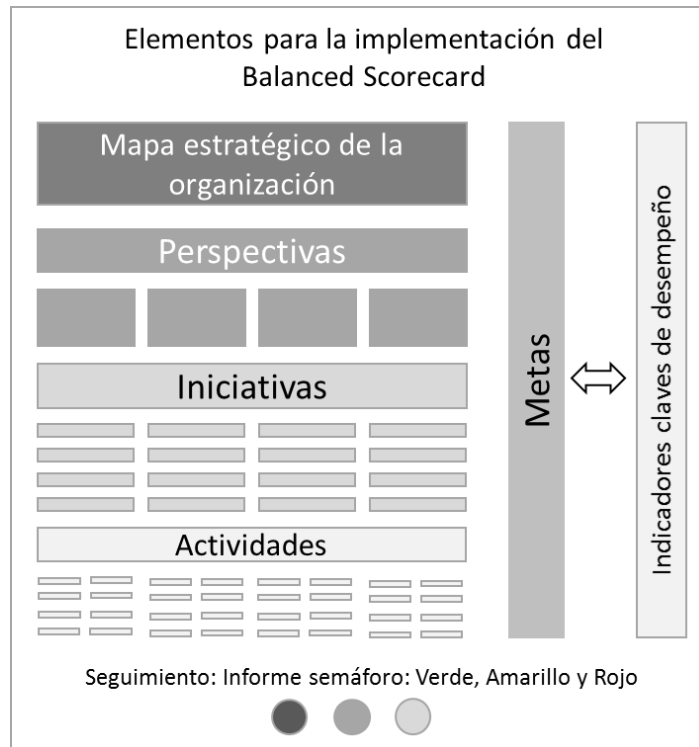 Elementos para la implementación del
Balanced Scorecard
Mapa estratégico de la
organización
Perspectivas
Iniciativas
Actividades
Metas
Indicadores claves de desempeño
Seguimiento: Informe semáforo: Verde, Amarillo y Rojo